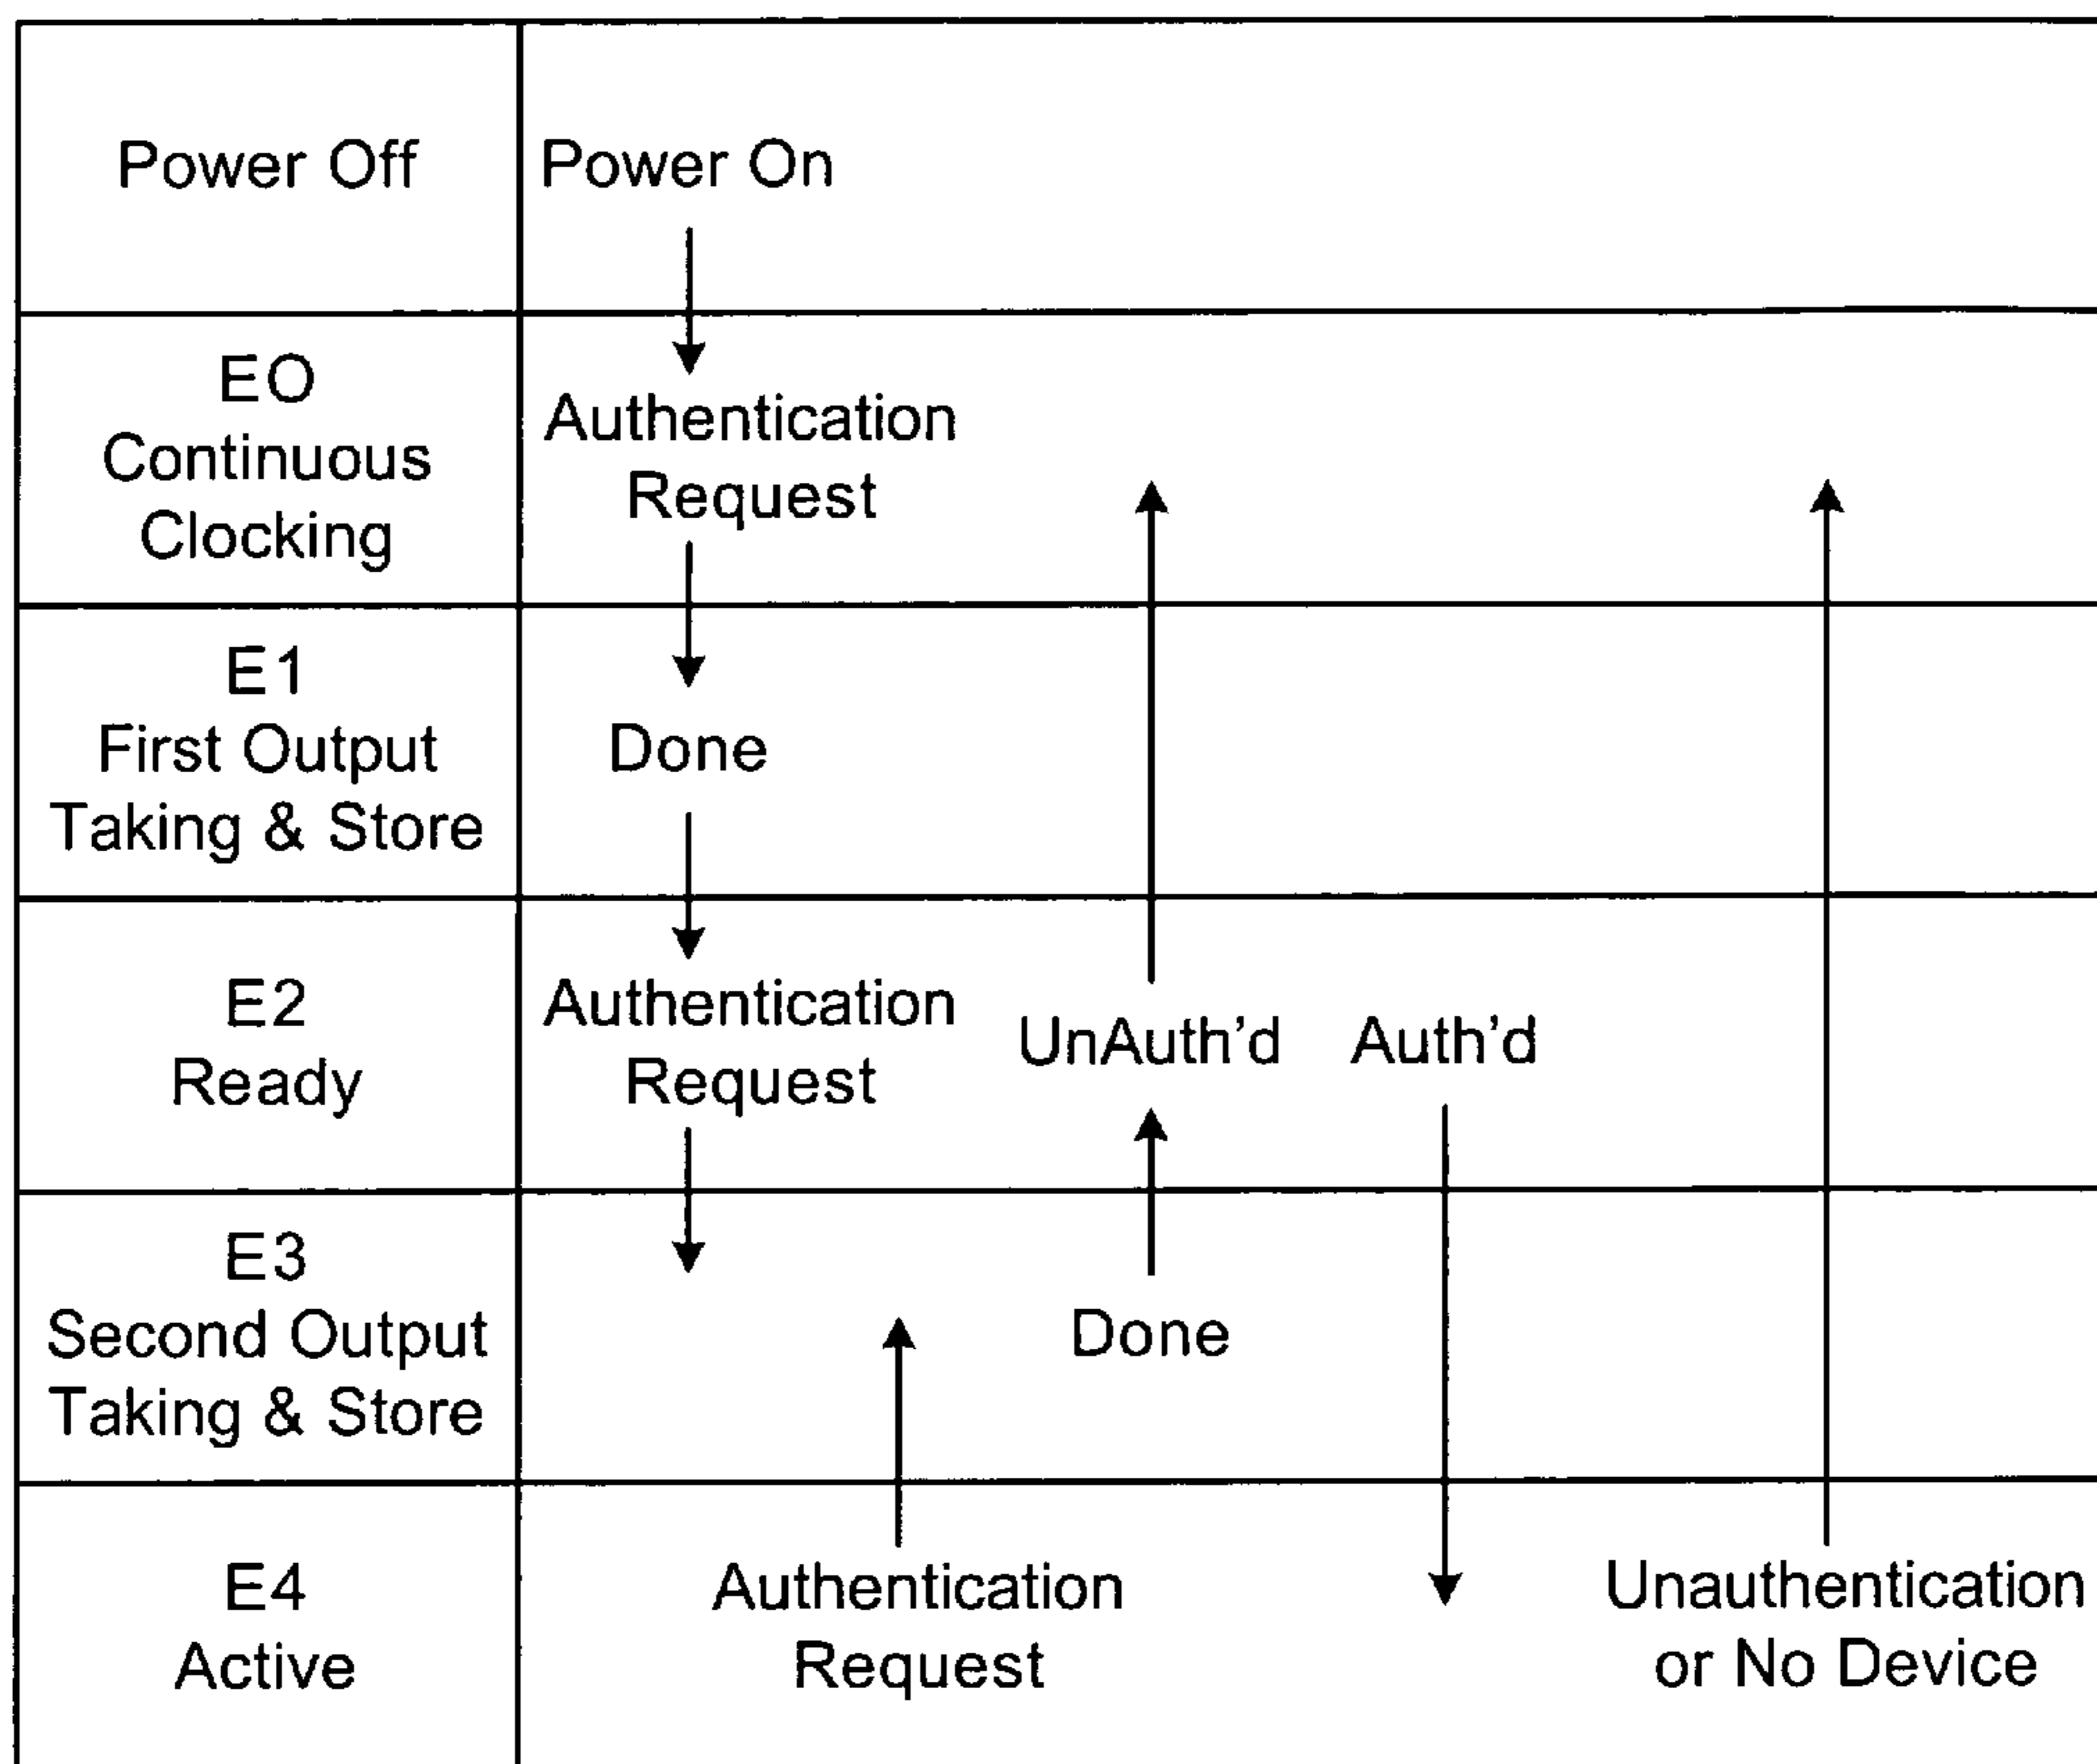 Power Off
Power On
EO
Continuous
Clocking
Authentication
Request
E1
First Output
Taking & Store
Done
E2
Ready
Authentication
Request
UnAuth'd
Auth'd
E3
Second Output
Taking & Store
Done
E4
Active
Authentication
Request
Unauthentication
or No Device